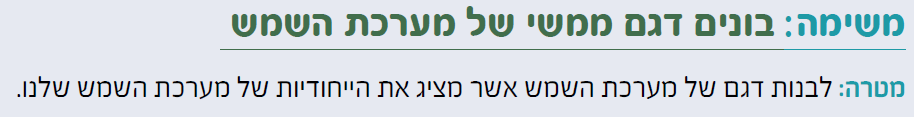 משימה: בונים דגם ממשי של מערכת השמש
מטרה: לבנות דגם של מערכת השמש אשר מציג את הייחודיות של מערכת השמש שלנו.